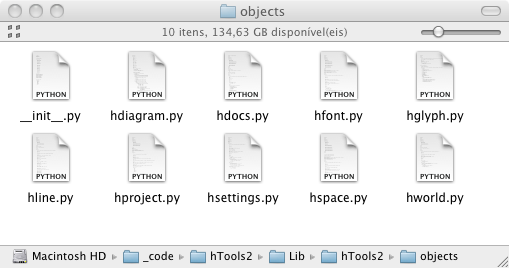 objects
10 itens, 134,63 GB disponível(eis)
PYTHON PYTHON PYTHON PYTHON PYTHON
__init__.py hdiagram.py hdocs.py hfont.py hglyph.py
PYTHON PYTHON PYTHON PYTHON PYTHON
hline.py hproject.py hsettings.py hspace.py hworld.py
Macintosh HD _code hTools2 Lib hTools2 objects